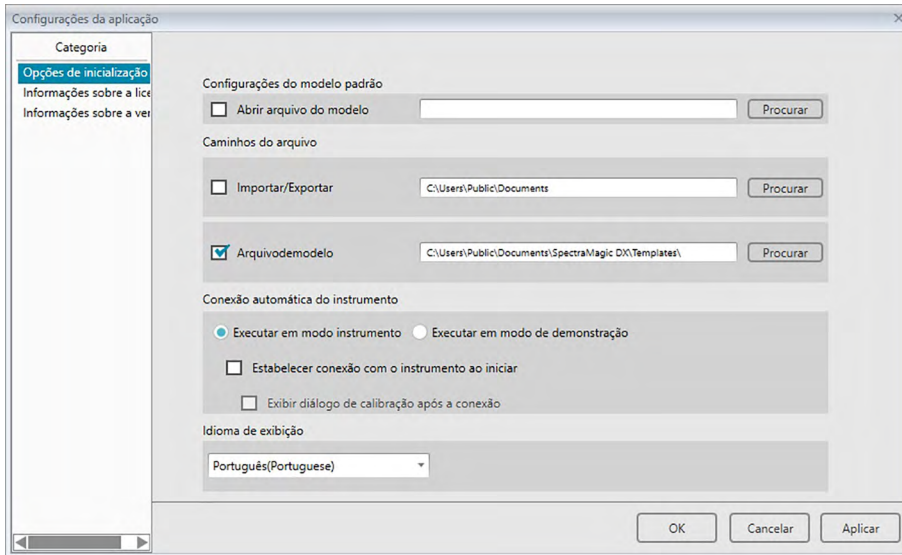 Configurações da aplicação
Categoria
Opções de inicialização
Informações sobre a lice
Informações sobre a ver
Configurações do modelo padrão
Abrir arquivo do modelo
Procurar
Caminhos do arquivo
Importar/Exportar
C:\Users\Public\Documents
Procurar
Arquivodemodelo
C:\Users\Public\Documents\SpectraMagic DX\Templates\
Procurar
Conexão automática do instrumento
Executar em modo instrumento Executar em modo de demonstração
Estabelecer conexão com o instrumento ao iniciar
Exibir diálogo de calibração após a conexão
Idioma de exibição
Português(Portuguese)
OK Cancelar Aplicar